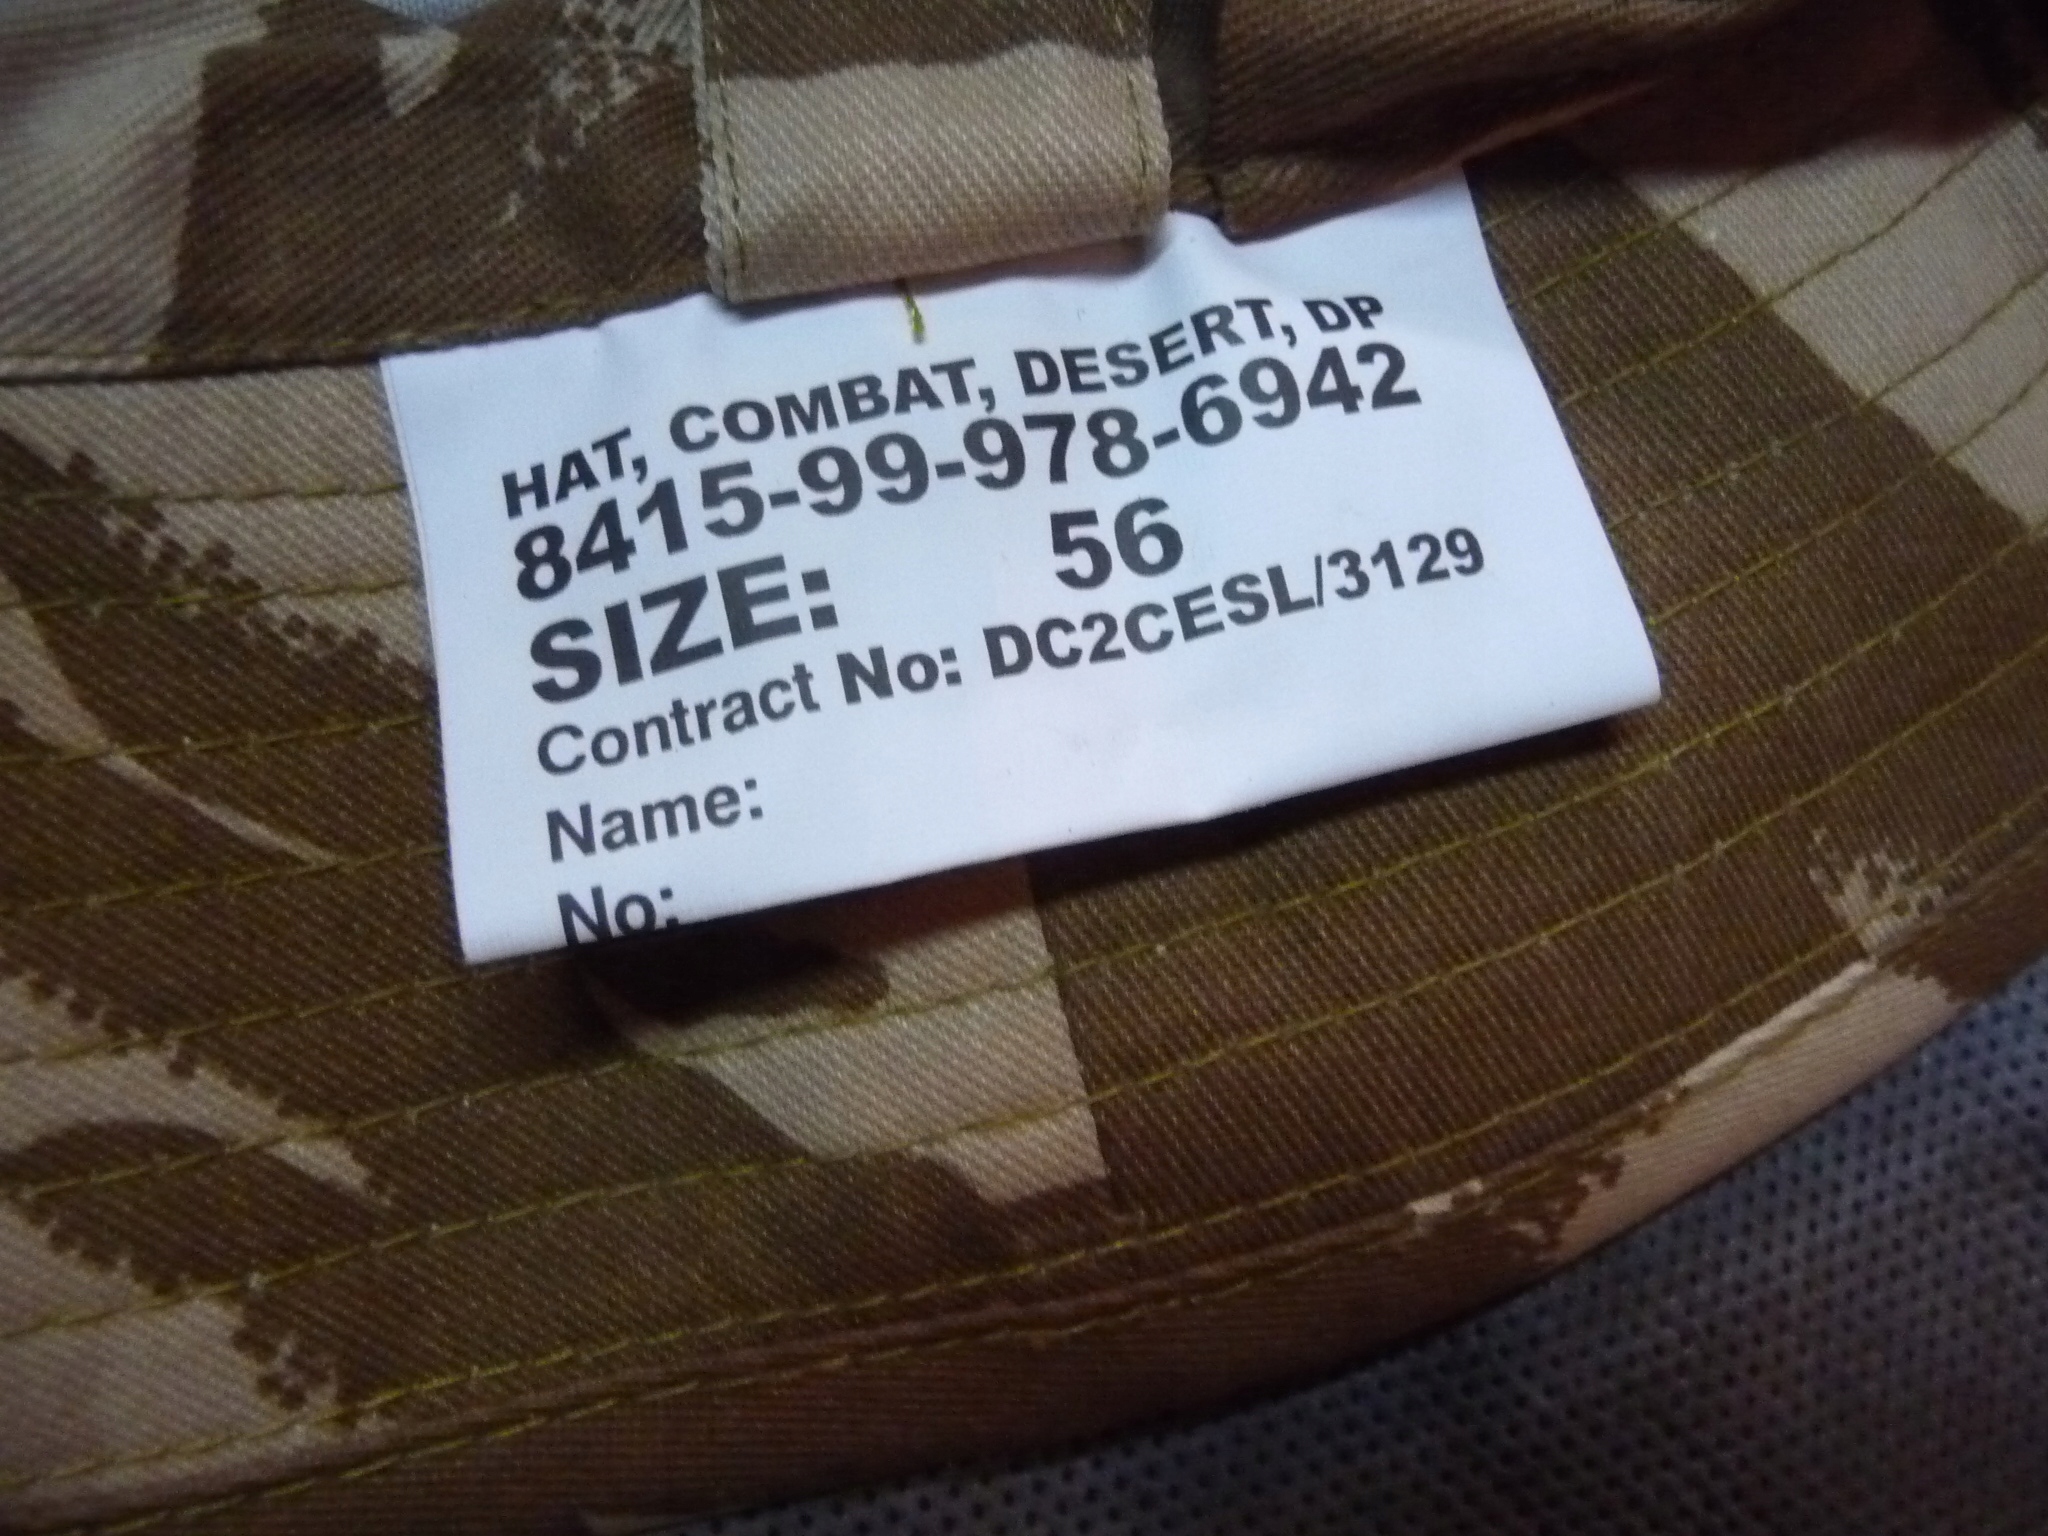 HAT, COMBAT, DESERT, DP
8415-99-978-6942
SIZE: 56
Contract No: DC2CESL/3129
Name:
No: